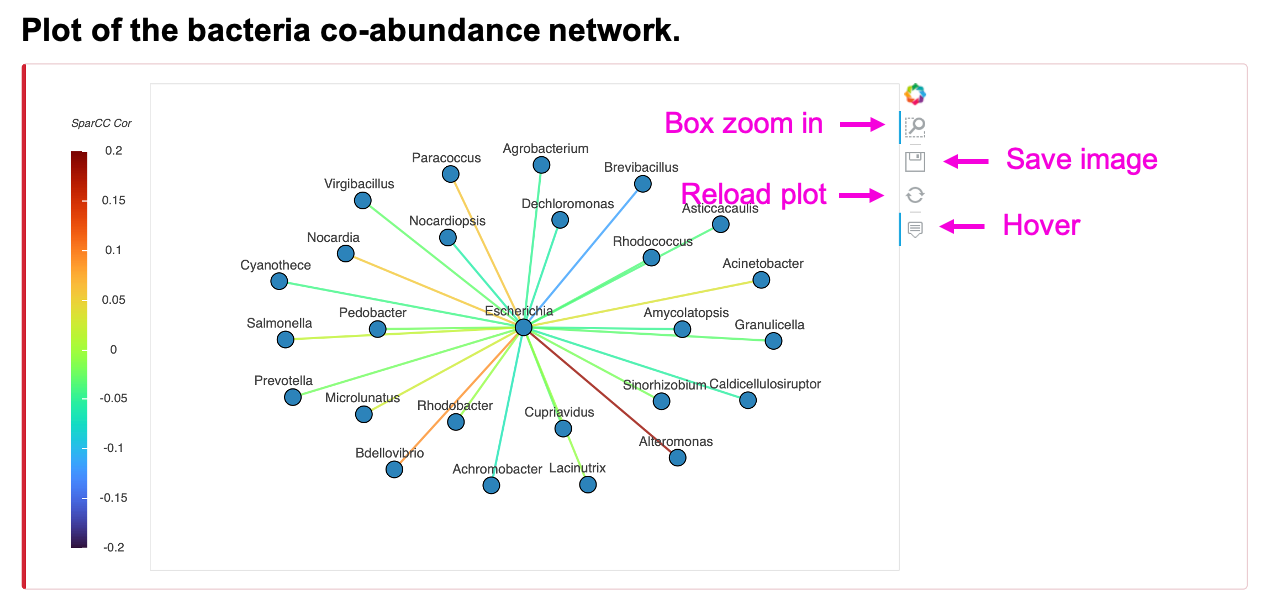 Plot of the bacteria co-abundance network.
SparCC Cor
0.2
0.15
0.1
0.05
0
-0.05
-0.1
-0.15
-0.2
Box zoom in
Save image
Reload plot
Hover
Agrobacterium
Paracoccus
Brevibacillus
Virgibacillus
Dechloromonas
Asticcacaulis
Nocardiopsis
Nocardia
Rhodococcus
Cyanothece
Acinetobacter
Escherichia
Pedobacter
Amycolatopsis
Salmonella
Granulicella
Prevotella
Sinorhizobium
Caldicellulosiruptor
Microlunatus
Rhodobacter
Cupriavidus
Alteromonas
Bdellovibrio
Achromobacter
Lacinutrix